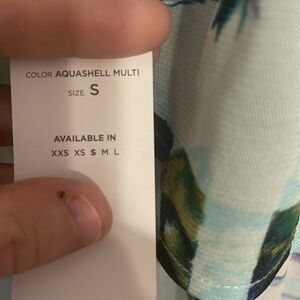 COLOR AQUASHELL MULTI
SIZE S
AVAILABLE IN
XXS XS S M L